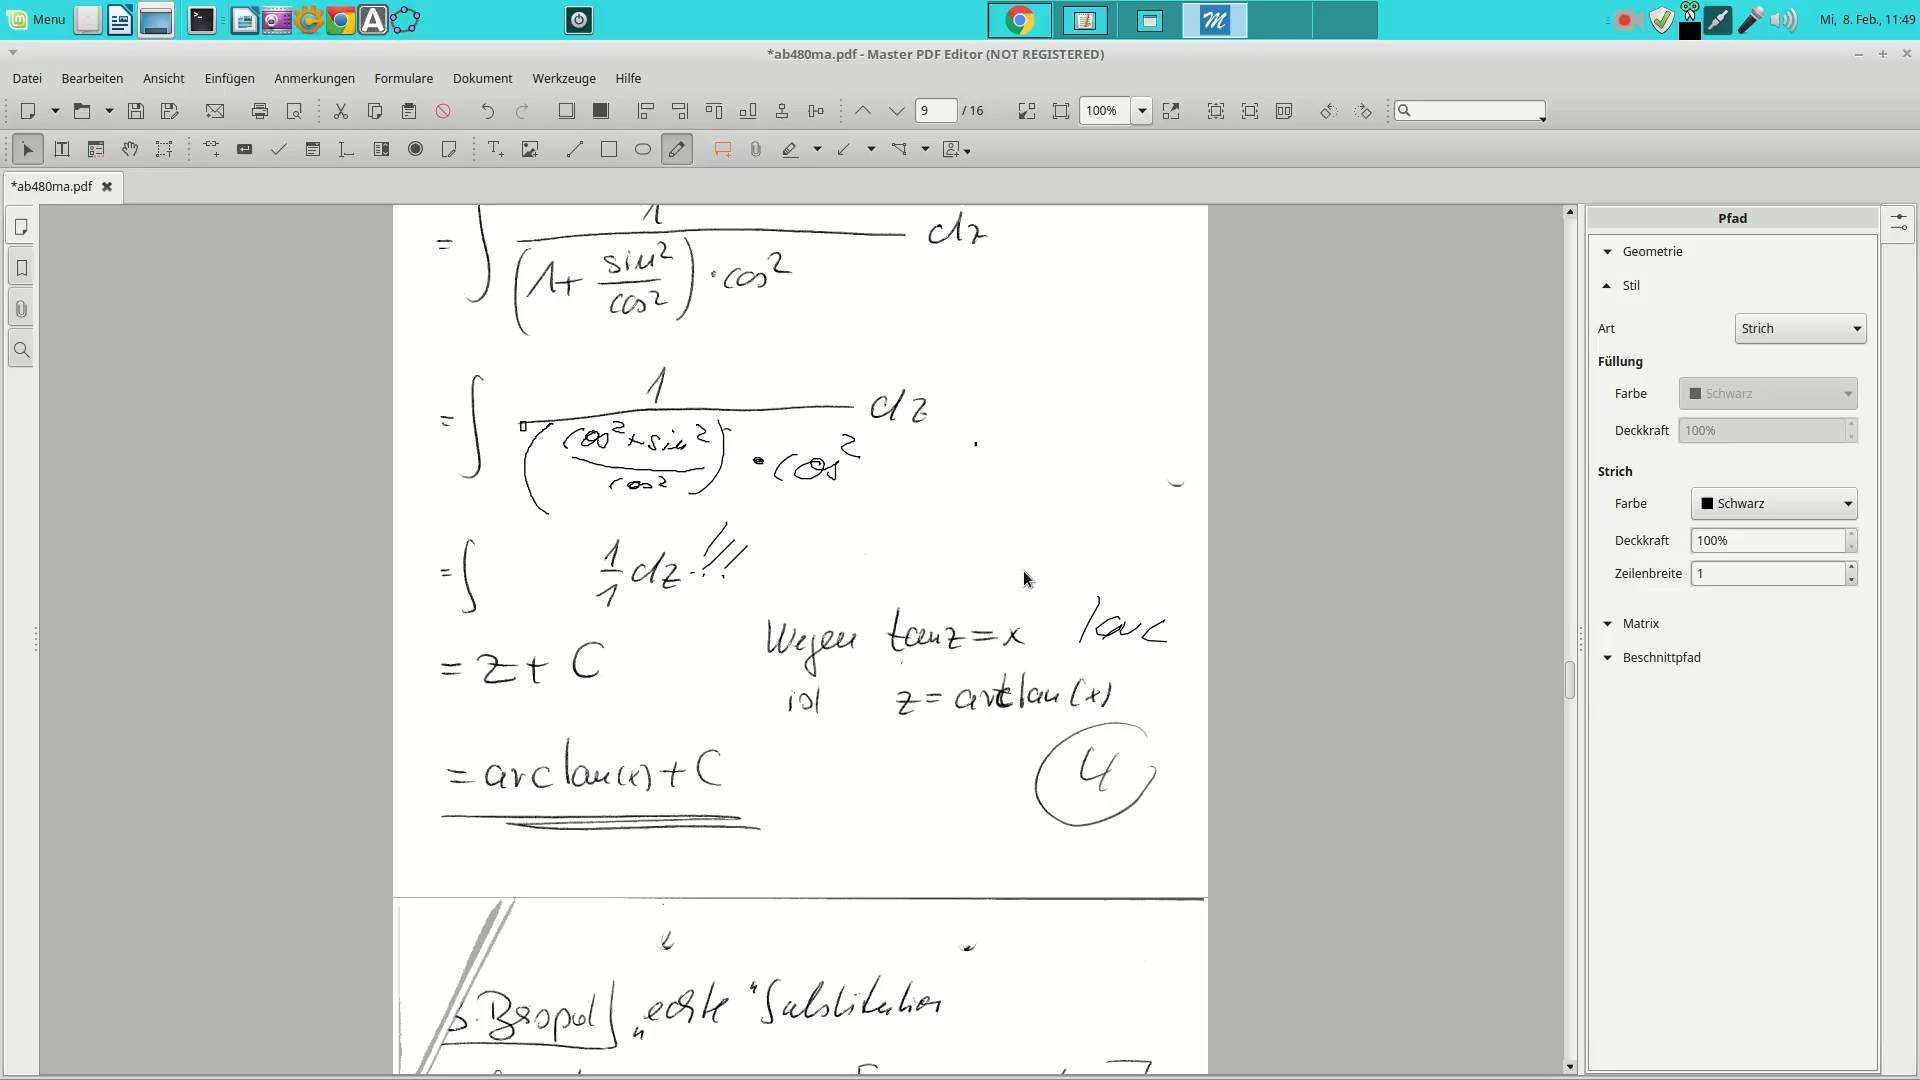 Menu
Mi, 8. Feb., 11:49
*ab480ma.pdf - Master PDF Editor (NOT REGISTERED)
Datei Bearbeiten Ansicht Einfügen Anmerkungen Formulare Dokument Werkzeuge Hilfe
9 / 16 100%
*ab480ma.pdf
= ∫ 1 / ((1 + sin²/cos²) · cos²) dz
= ∫ 1 / (((cos² + sin²)/cos²) · cos²) dz
= ∫ 1/1 dz !!!
Wegen tan z = x
= z + C
ist z = arctan(x)
= arctan(x) + C
4
3. Beispiel „echte" Substitution
Pfad
Geometrie
Stil
Art Strich
Füllung
Farbe Schwarz
Deckkraft 100%
Strich
Farbe Schwarz
Deckkraft 100%
Zeilenbreite 1
Matrix
Beschnittpfad